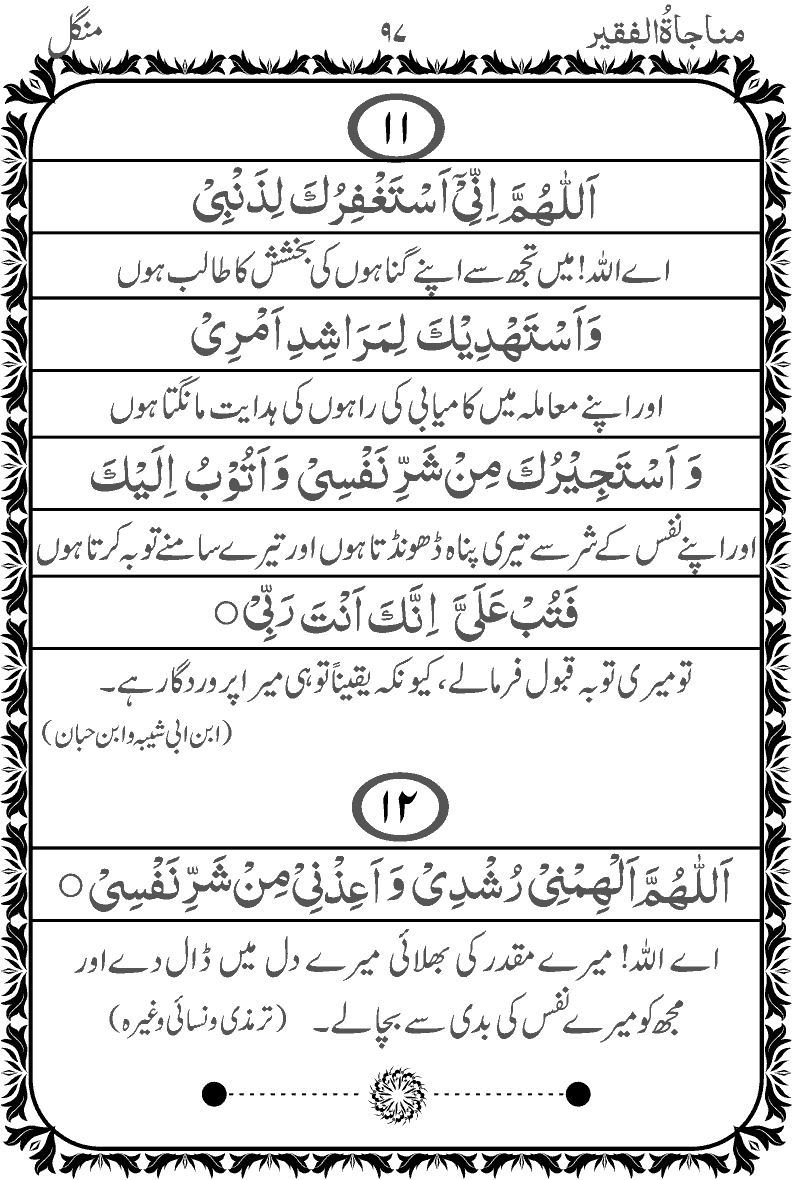 مناجاۃُ الفقیر ۹۷ منگل
۱۱
اَللّٰهُمَّ اِنِّیْۤ اَسْتَغْفِرُكَ لِذَنْبِیْ
اے اللہ! میں تجھ سے اپنے گناہوں کی بخشش کا طالب ہوں
وَاَسْتَهْدِیْكَ لِمَرَاشِدِ اَمْرِیْ
اور اپنے معاملہ میں کامیابی کی راہوں کی ہدایت مانگتا ہوں
وَ اَسْتَجِیْرُكَ مِنْ شَرِّ نَفْسِیْ وَ اَتُوْبُ اِلَیْكَ
اور اپنے نفس کے شر سے تیری پناہ ڈھونڈتا ہوں اور تیرے سامنے توبہ کرتا ہوں
فَتُبْ عَلَیَّ اِنَّكَ اَنْتَ رَبِّیْ ○
تو میری توبہ قبول فرمالے، کیونکہ یقیناً تو ہی میرا پروردگار ہے۔
(ابن ابی شیبہ و ابن حبان)
۱۲
اَللّٰهُمَّ اَلْهِمْنِیْ رُشْدِیْ وَ اَعِذْنِیْ مِنْ شَرِّ نَفْسِیْ ○
اے اللہ! میرے مقدر کی بھلائی میرے دل میں ڈال دے اور
مجھ کو میرے نفس کی بدی سے بچالے۔ (ترمذی و نسائی وغیرہ)